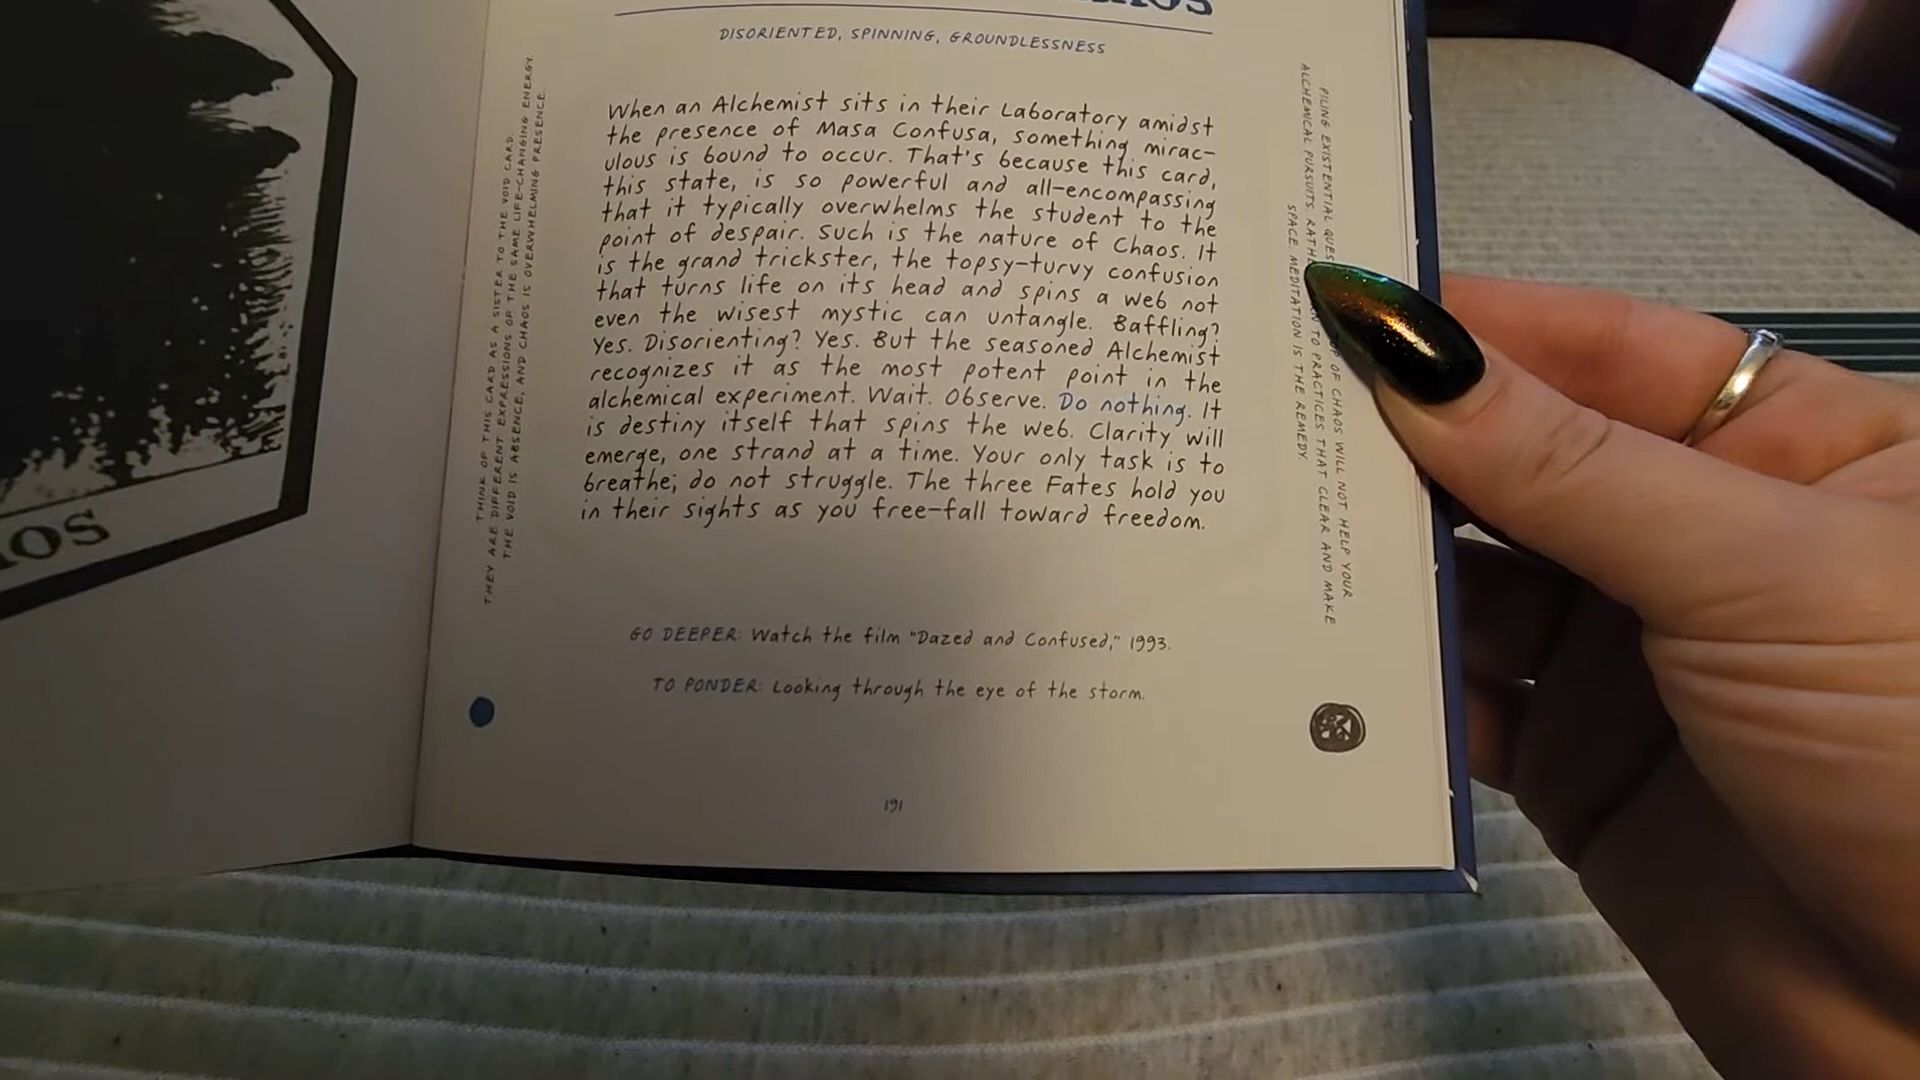 DISORIENTED, SPINNING, GROUNDLESSNESS
When an Alchemist sits in their Laboratory amidst
the presence of Masa Confusa, something mirac-
ulous is bound to occur. That's because this card,
this state, is so powerful and all-encompassing
that it typically overwhelms the student to the
point of despair. Such is the nature of Chaos. It
is the grand trickster, the topsy-turvy confusion
that turns life on its head and spins a web not
even the wisest mystic can untangle. Baffling?
Yes. Disorienting? Yes. But the seasoned Alchemist
recognizes it as the most potent point in the
alchemical experiment. Wait. Observe. Do nothing. It
is destiny itself that spins the web. Clarity will
emerge, one strand at a time. Your only task is to
breathe; do not struggle. The three Fates hold you
in their sights as you free-fall toward freedom.
GO DEEPER: Watch the film "Dazed and Confused," 1993.
TO PONDER: Looking through the eye of the storm.
191
THINK OF THIS CARD AS A SISTER TO THE VOID CARD.
THEY ARE DIFFERENT EXPRESSIONS OF THE SAME LIFE-CHANGING ENERGY.
THE VOID IS ABSENCE, AND CHAOS IS OVERWHELMING PRESENCE.
PILING EXISTENTIAL OF CHAOS WILL NOT HELP YOUR
ALCHEMICAL PURSUITS. TO PRACTICES THAT CLEAR AND MAKE
SPACE. MEDITATION IS THE REMEDY.